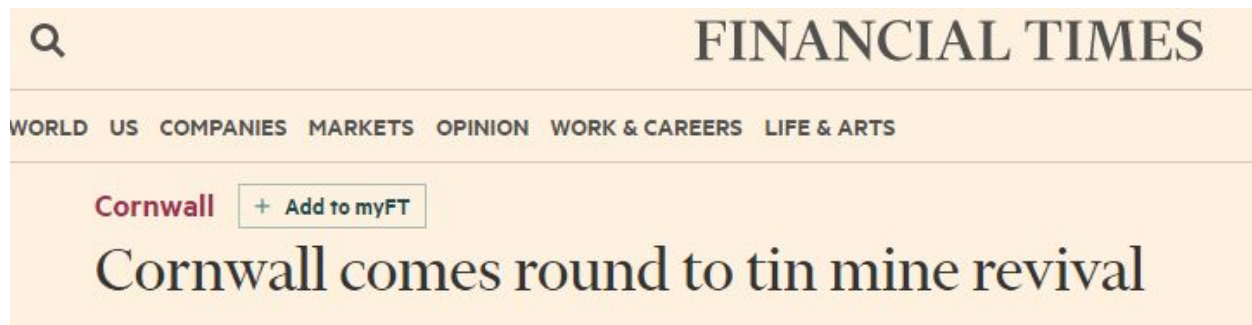 FINANCIAL TIMES
WORLD US COMPANIES MARKETS OPINION WORK & CAREERS LIFE & ARTS
Cornwall + Add to myFT
Cornwall comes round to tin mine revival